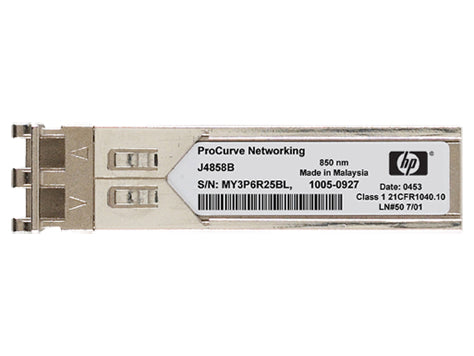 ProCurve Networking
J4858B
S/N: MY3P6R25BL,
850 nm
Made in Malaysia
1005-0927
hp
Date: 0453
Class 1 21CFR1040.10
LN#50 7/01